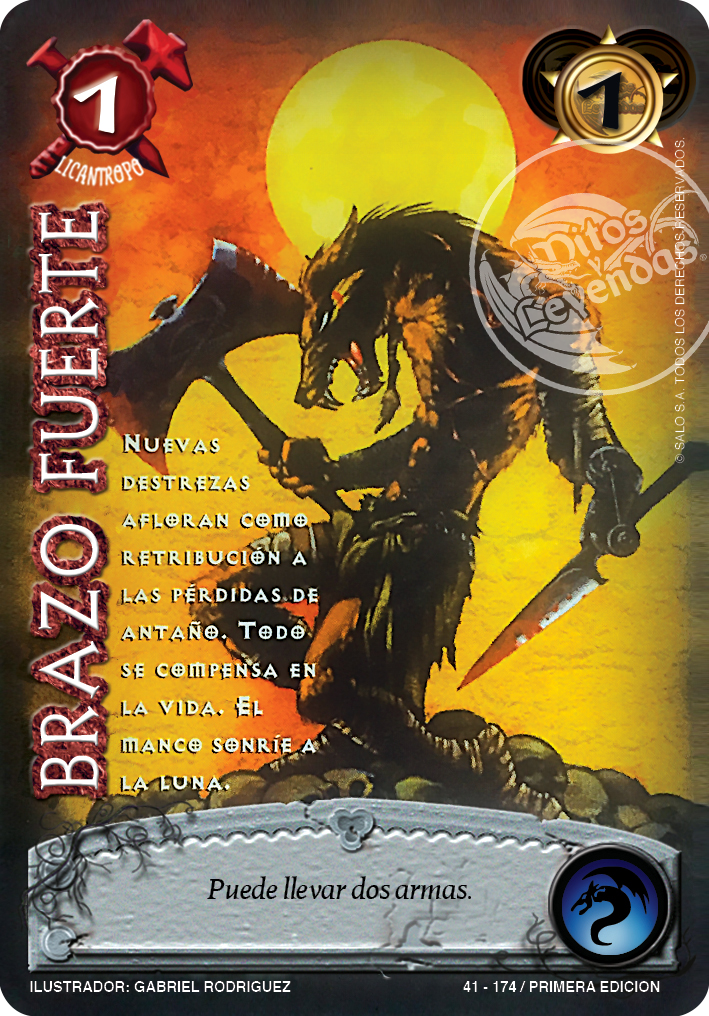 1
LICANTROPO
1
Mitos
y
Leyendas
®
© SALO S.A. TODOS LOS DERECHOS RESERVADOS.
BRAZO FUERTE
NUEVAS
DESTREZAS
AFLORAN COMO
RETRIBUCIÓN A
LAS PÉRDIDAS DE
ANTAÑO. TODO
SE COMPENSA EN
LA VIDA. EL
MANCO SONRÍE A
LA LUNA.
Puede llevar dos armas.
ILUSTRADOR: GABRIEL RODRIGUEZ
41 - 174 / PRIMERA EDICION